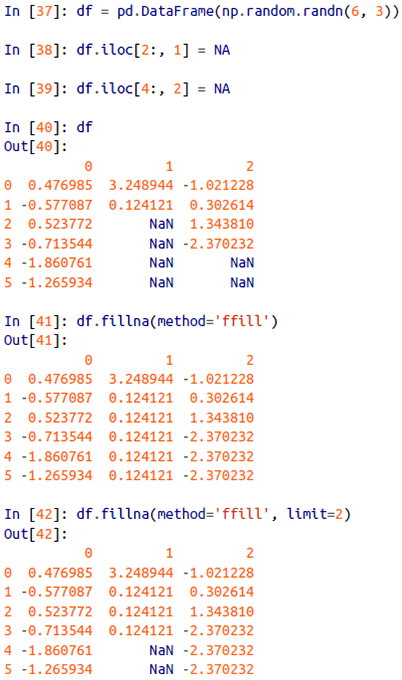 In [37]: df = pd.DataFrame(np.random.randn(6, 3))
In [38]: df.iloc[2:, 1] = NA
In [39]: df.iloc[4:, 2] = NA
In [40]: df
Out[40]:
0 1 2
0 0.476985 3.248944 -1.021228
1 -0.577087 0.124121 0.302614
2 0.523772 NaN 1.343810
3 -0.713544 NaN -2.370232
4 -1.860761 NaN NaN
5 -1.265934 NaN NaN
In [41]: df.fillna(method='ffill')
Out[41]:
0 1 2
0 0.476985 3.248944 -1.021228
1 -0.577087 0.124121 0.302614
2 0.523772 0.124121 1.343810
3 -0.713544 0.124121 -2.370232
4 -1.860761 0.124121 -2.370232
5 -1.265934 0.124121 -2.370232
In [42]: df.fillna(method='ffill', limit=2)
Out[42]:
0 1 2
0 0.476985 3.248944 -1.021228
1 -0.577087 0.124121 0.302614
2 0.523772 0.124121 1.343810
3 -0.713544 0.124121 -2.370232
4 -1.860761 NaN -2.370232
5 -1.265934 NaN -2.370232